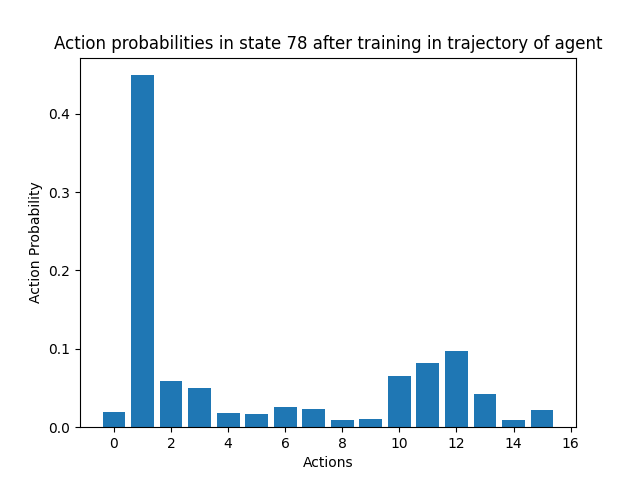 Action probabilities in state 78 after training in trajectory of agent
0.4
0.3
0.2
0.1
0.0
Action Probability
0 2 4 6 8 10 12 14 16
Actions